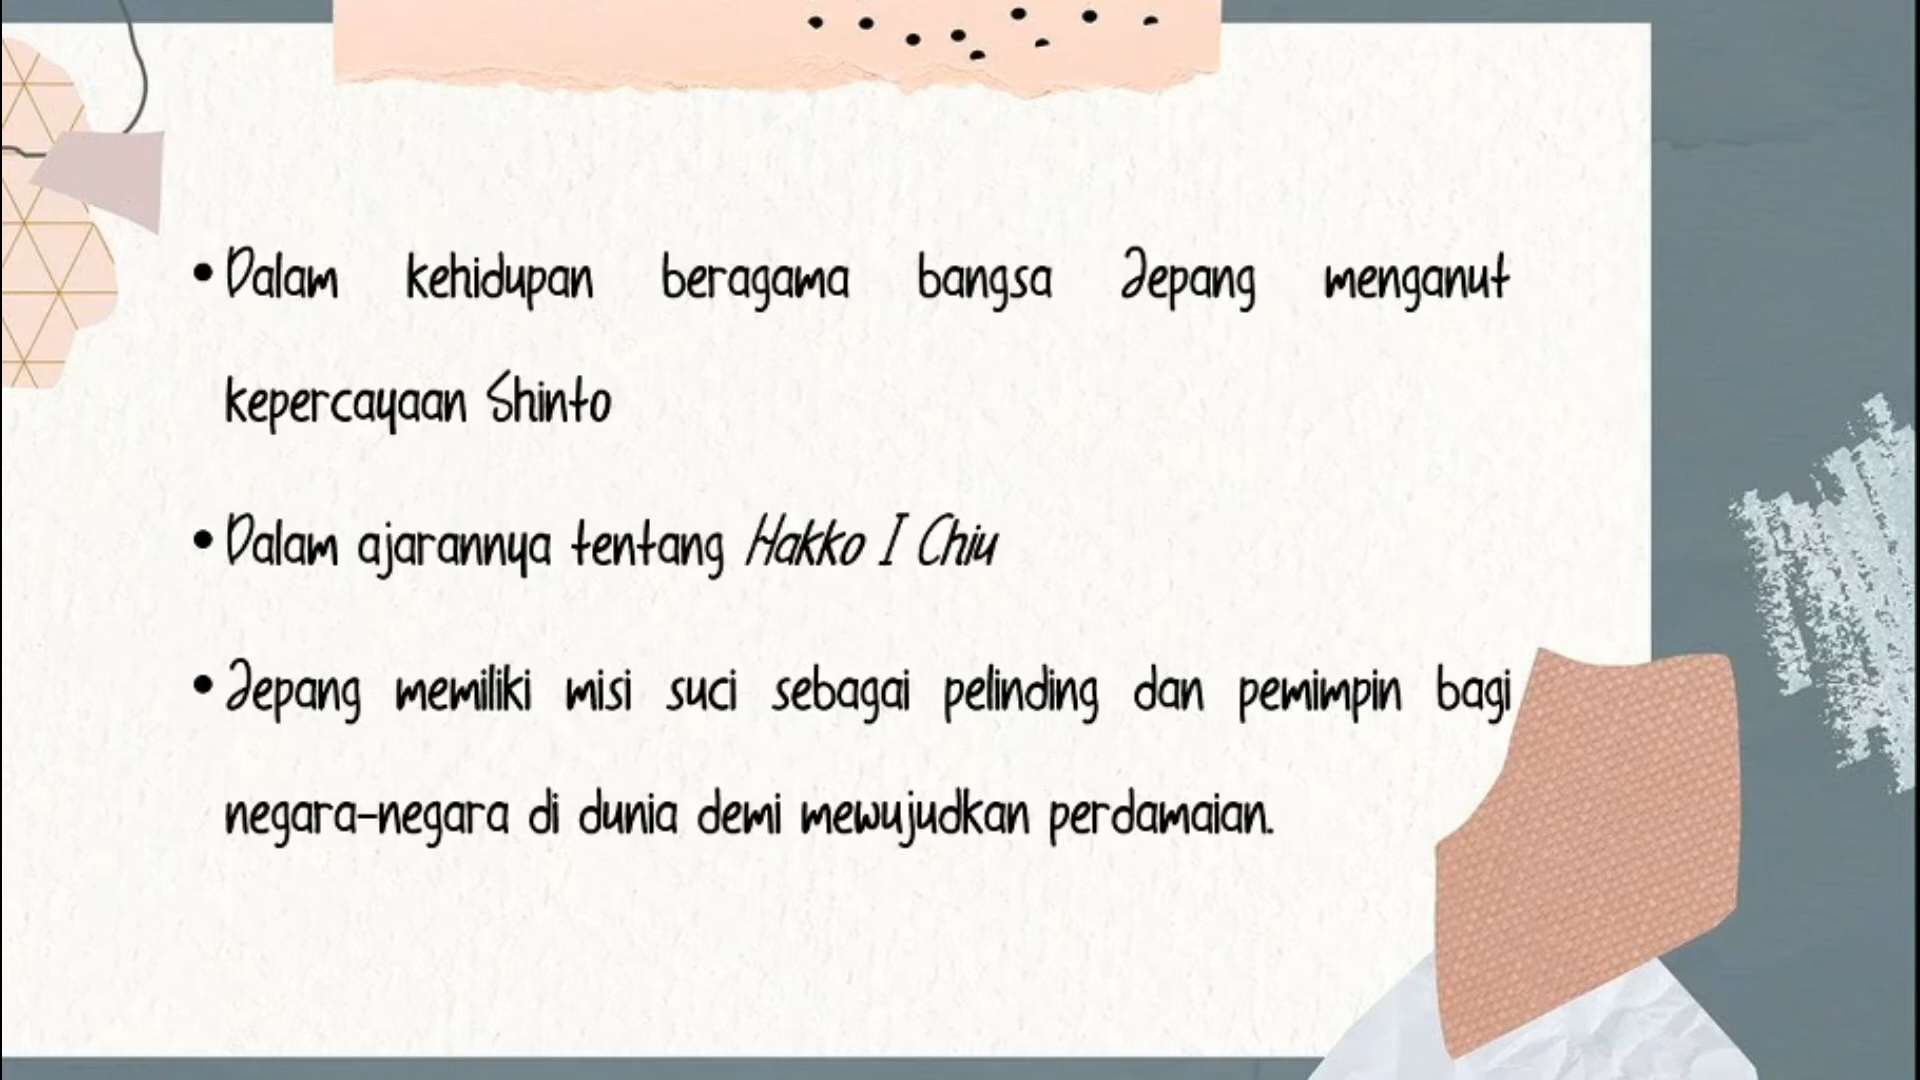 • Dalam kehidupan beragama bangsa Jepang menganut
kepercayaan Shinto
• Dalam ajarannya tentang Hakko I Chiu
• Jepang memiliki misi suci sebagai pelinding dan pemimpin bagi
negara-negara di dunia demi mewujudkan perdamaian.